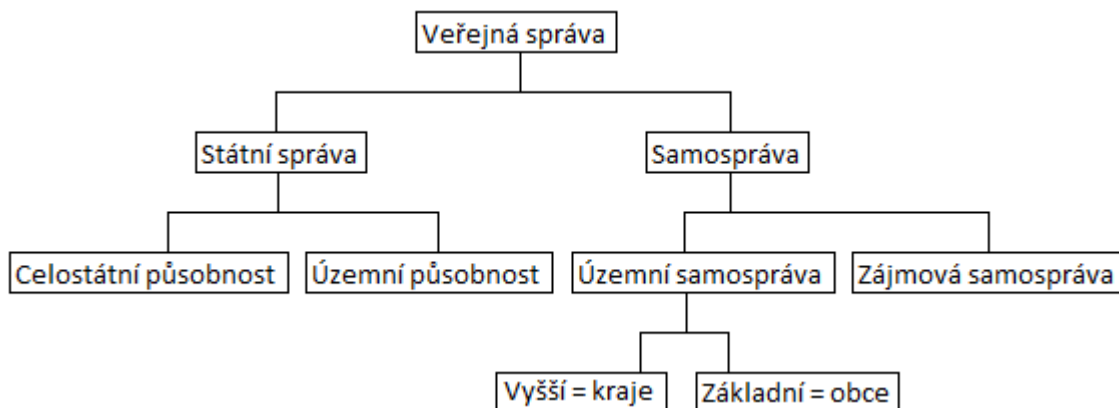 Veřejná správa
Státní správa
Samospráva
Celostátní působnost
Územní působnost
Územní samospráva
Zájmová samospráva
Vyšší = kraje
Základní = obce